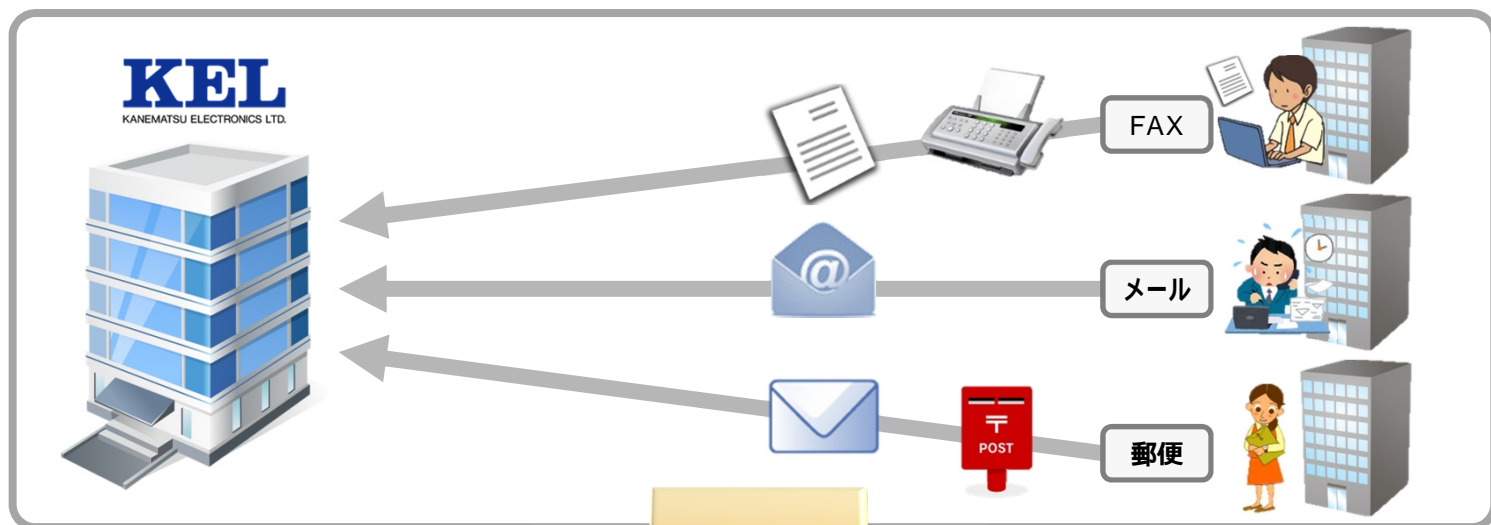 KEL
KANEMATSU ELECTRONICS LTD.
FAX
メール
@
郵便
〒
POST